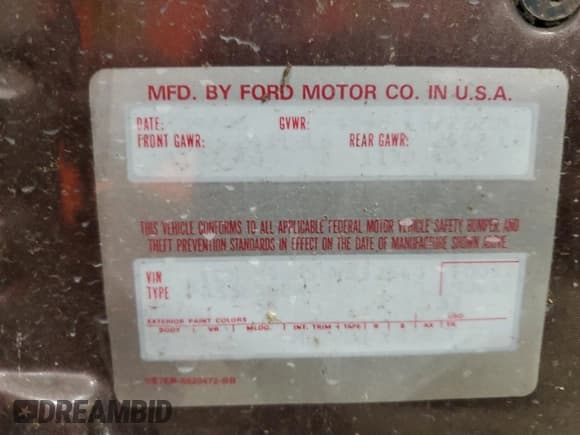 MFD. BY FORD MOTOR CO. IN U.S.A.
DATE: GVWR:
FRONT GAWR: REAR GAWR:
THIS VEHICLE CONFORMS TO ALL APPLICABLE FEDERAL MOTOR VEHICLE SAFETY BUMPER AND
THEFT PREVENTION STANDARDS IN EFFECT ON THE DATE OF MANUFACTURE SHOWN ABOVE
VIN
TYPE
EXTERIOR PAINT COLORS DSO
BODY VR MLDG. INT. TRIM TAPE R S AX TR
DREAMBID